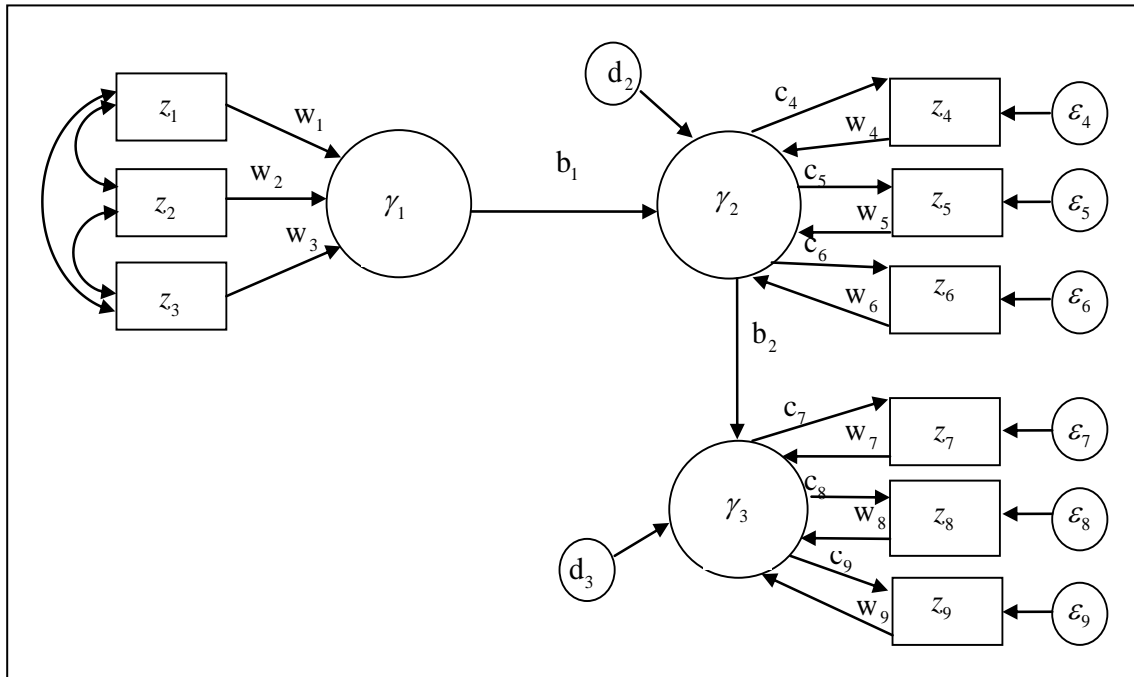 d₂
z₁
w₁
c₄
z₄
ε₄
w₄
b₁
w₂
z₂
γ₁
γ₂
c₅
z₅
ε₅
w₅
w₃
c₆
z₃
w₆
z₆
ε₆
b₂
c₇
z₇
ε₇
w₇
c₈
γ₃
w₈
z₈
ε₈
d₃
c₉
w₉
z₉
ε₉